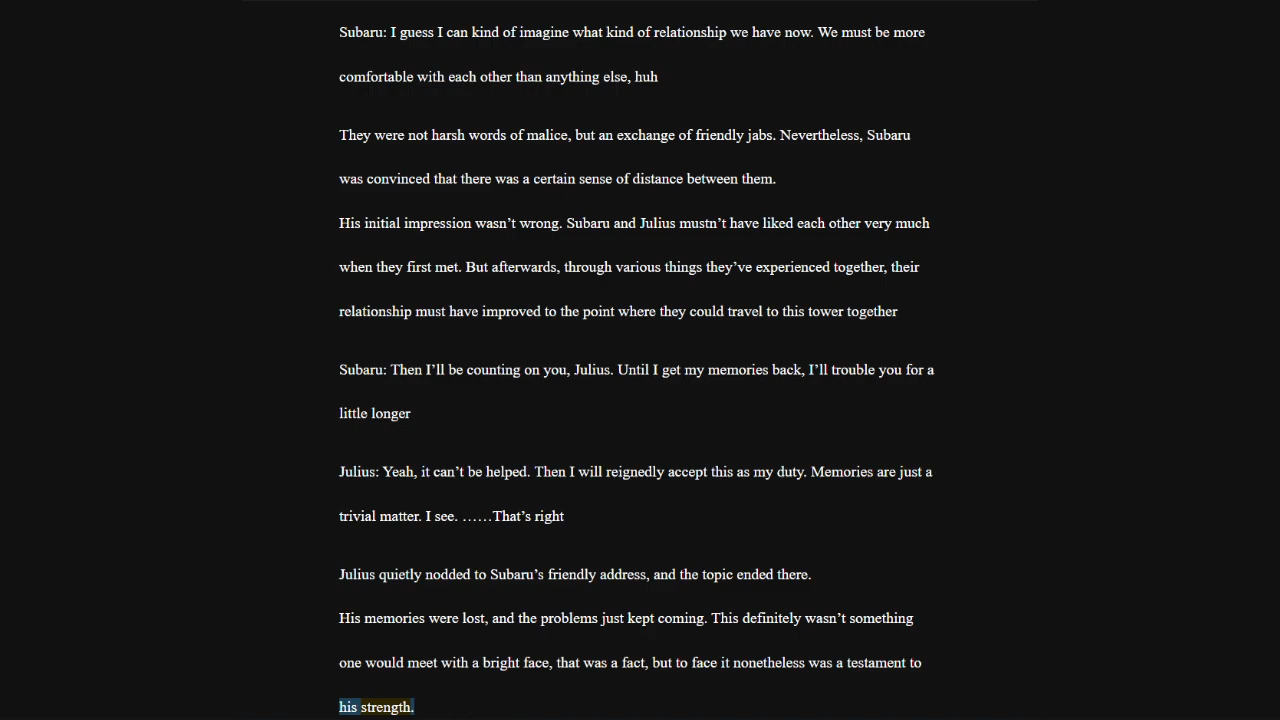 Subaru: I guess I can kind of imagine what kind of relationship we have now. We must be more
comfortable with each other than anything else, huh
They were not harsh words of malice, but an exchange of friendly jabs. Nevertheless, Subaru
was convinced that there was a certain sense of distance between them.
His initial impression wasn’t wrong. Subaru and Julius mustn’t have liked each other very much
when they first met. But afterwards, through various things they’ve experienced together, their
relationship must have improved to the point where they could travel to this tower together
Subaru: Then I’ll be counting on you, Julius. Until I get my memories back, I’ll trouble you for a
little longer
Julius: Yeah, it can’t be helped. Then I will reignedly accept this as my duty. Memories are just a
trivial matter. I see. ……That’s right
Julius quietly nodded to Subaru’s friendly address, and the topic ended there.
His memories were lost, and the problems just kept coming. This definitely wasn’t something
one would meet with a bright face, that was a fact, but to face it nonetheless was a testament to
his strength.